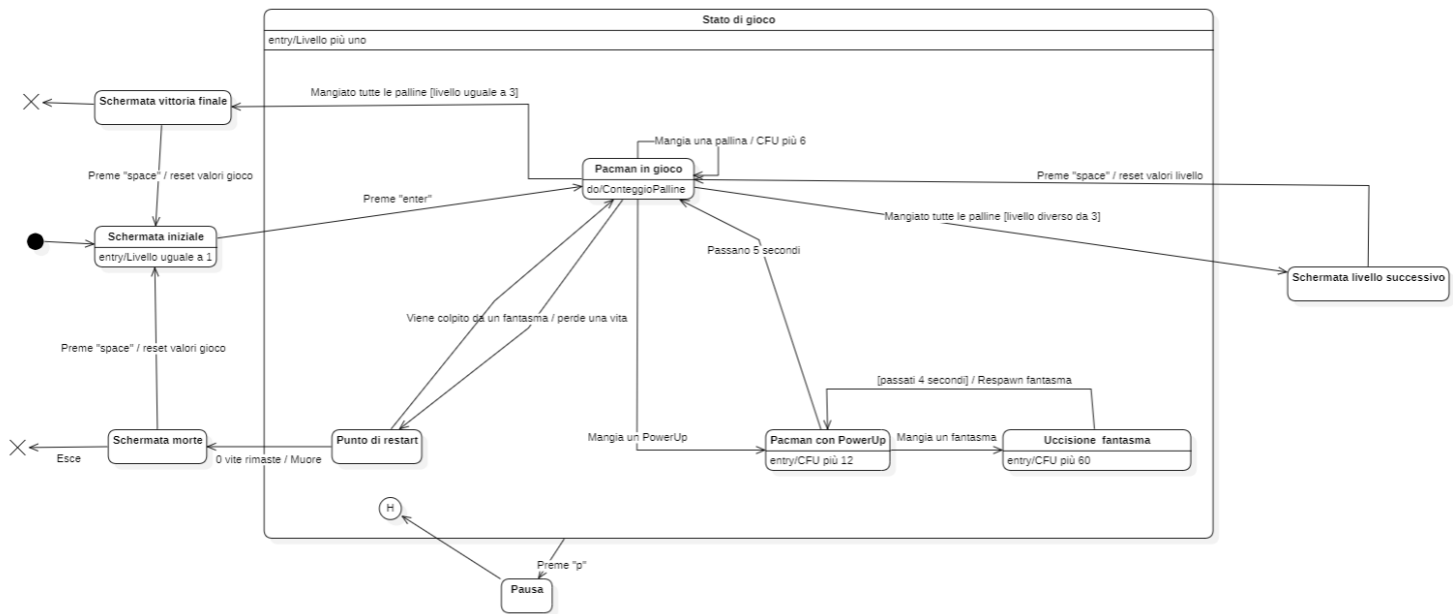 Stato di gioco
entry/Livello più uno
Schermata vittoria finale
Mangiato tutte le palline [livello uguale a 3]
Mangia una pallina / CFU più 6
Pacman in gioco
do/ConteggioPalline
Preme "space" / reset valori gioco
Preme "space" / reset valori livello
Preme "enter"
Mangiato tutte le palline [livello diverso da 3]
Schermata iniziale
entry/Livello uguale a 1
Passano 5 secondi
Schermata livello successivo
Viene colpito da un fantasma / perde una vita
Preme "space" / reset valori gioco
[passati 4 secondi] / Respawn fantasma
Schermata morte
Esce
0 vite rimaste / Muore
Punto di restart
Mangia un PowerUp
Pacman con PowerUp
entry/CFU più 12
Mangia un fantasma
Uccisione fantasma
entry/CFU più 60
H
Preme "p"
Pausa